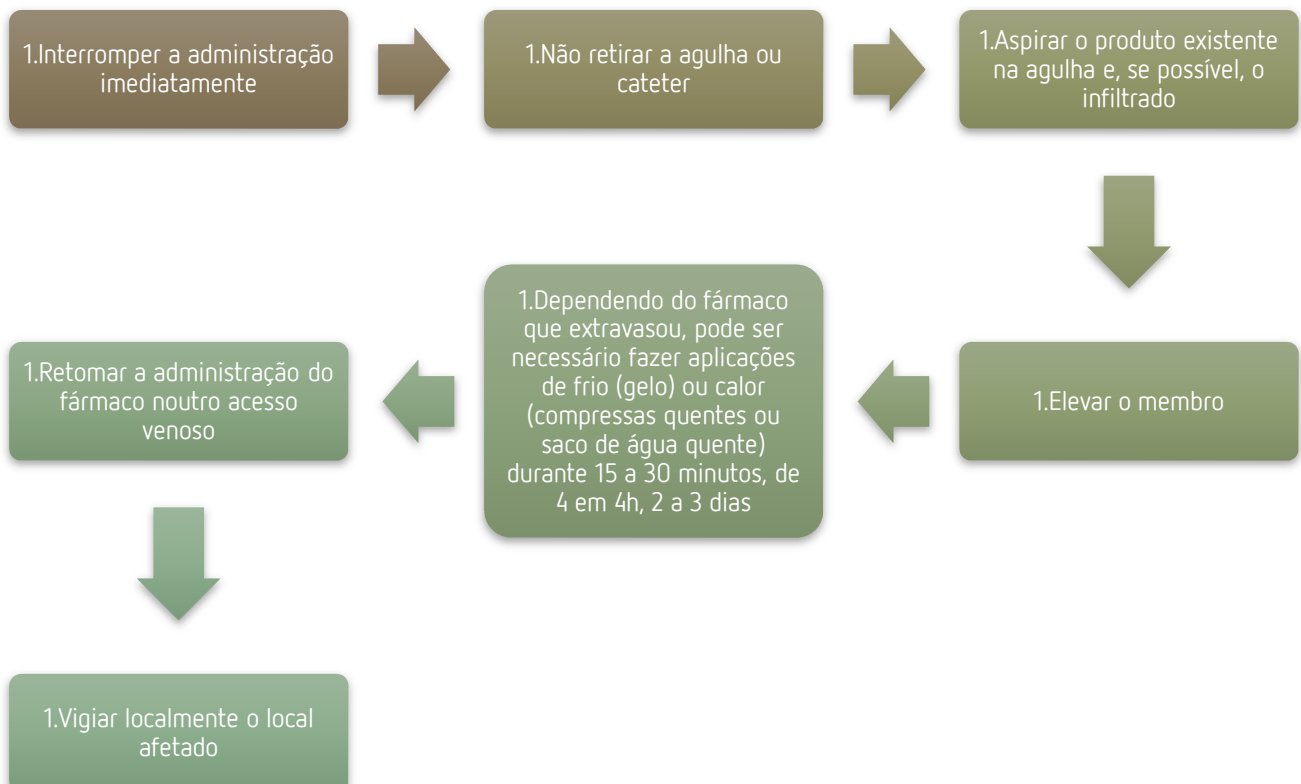 1.Interromper a administração
imediatamente
1.Não retirar a agulha ou
cateter
1.Aspirar o produto existente
na agulha e, se possível, o
infiltrado
1.Elevar o membro
1.Dependendo do fármaco
que extravasou, pode ser
necessário fazer aplicações
de frio (gelo) ou calor
(compressas quentes ou
saco de água quente)
durante 15 a 30 minutos, de
4 em 4h, 2 a 3 dias
1.Retomar a administração do
fármaco noutro acesso
venoso
1.Vigiar localmente o local
afetado